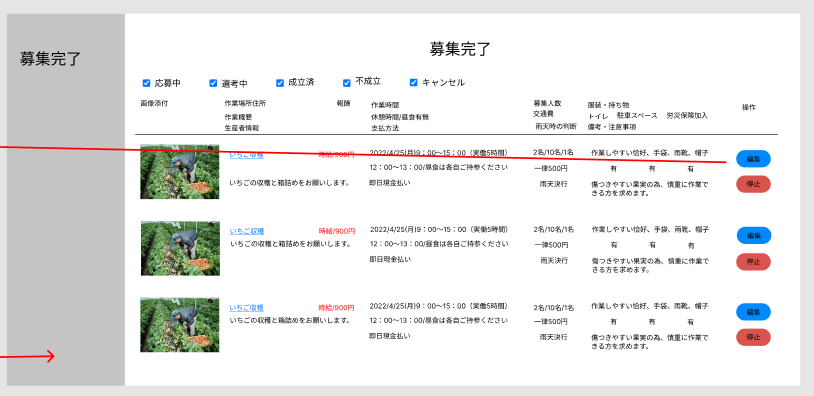 募集完了
募集完了
応募中 選考中 成立済 不成立 キャンセル
画像添付 作業場所住所 報酬 作業時間 募集人数 服装・持ち物 操作
作業概要 休憩時間/昼食有無 交通費 トイレ 駐車スペース 労災保険加入
生産者情報 支払方法 雨天時の判断 備考・注意事項
いちご収穫 時給/900円 2022/4/25(月)9：00〜15：00（実働5時間） 2名/10名/1名 作業しやすい恰好、手袋、雨靴、帽子 編集
12：00〜13：00/昼食は各自ご持参ください 一律500円 有 有 有
いちごの収穫と箱詰めをお願いします。 即日現金払い 雨天決行 傷つきやすい果実の為、慎重に作業で 停止
きる方を求めます。
いちご収穫 時給/900円 2022/4/25(月)9：00〜15：00（実働5時間） 2名/10名/1名 作業しやすい恰好、手袋、雨靴、帽子 編集
いちごの収穫と箱詰めをお願いします。 12：00〜13：00/昼食は各自ご持参ください 一律500円 有 有 有
即日現金払い 雨天決行 傷つきやすい果実の為、慎重に作業で 停止
きる方を求めます。
いちご収穫 時給/900円 2022/4/25(月)9：00〜15：00（実働5時間） 2名/10名/1名 作業しやすい恰好、手袋、雨靴、帽子 編集
いちごの収穫と箱詰めをお願いします。 12：00〜13：00/昼食は各自ご持参ください 一律500円 有 有 有
即日現金払い 雨天決行 傷つきやすい果実の為、慎重に作業で 停止
きる方を求めます。